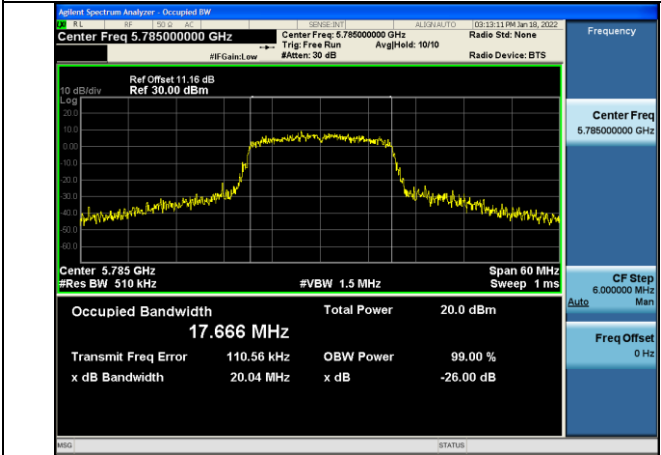 Agilent Spectrum Analyzer - Occupied BW
RL RF 50 Ω AC SENSE:INT ALIGNAUTO 03:13:11 PM Jan 18, 2022
Center Freq 5.785000000 GHz
Center Freq: 5.785000000 GHz Radio Std: None
Trig: Free Run Avg|Hold: 10/10
#IFGain:Low #Atten: 30 dB Radio Device: BTS
Frequency
Ref Offset 11.16 dB
10 dB/div Ref 30.00 dBm
Log
20.0
10.0
0.00
-10.0
-20.0
-30.0
-40.0
-50.0
-60.0
Center Freq
5.785000000 GHz
Center 5.785 GHz Span 60 MHz
#Res BW 510 kHz #VBW 1.5 MHz Sweep 1 ms
CF Step
6.000000 MHz
Auto Man
Occupied Bandwidth Total Power 20.0 dBm
17.666 MHz
Freq Offset
0 Hz
Transmit Freq Error 110.56 kHz OBW Power 99.00 %
x dB Bandwidth 20.04 MHz x dB -26.00 dB
MSG STATUS